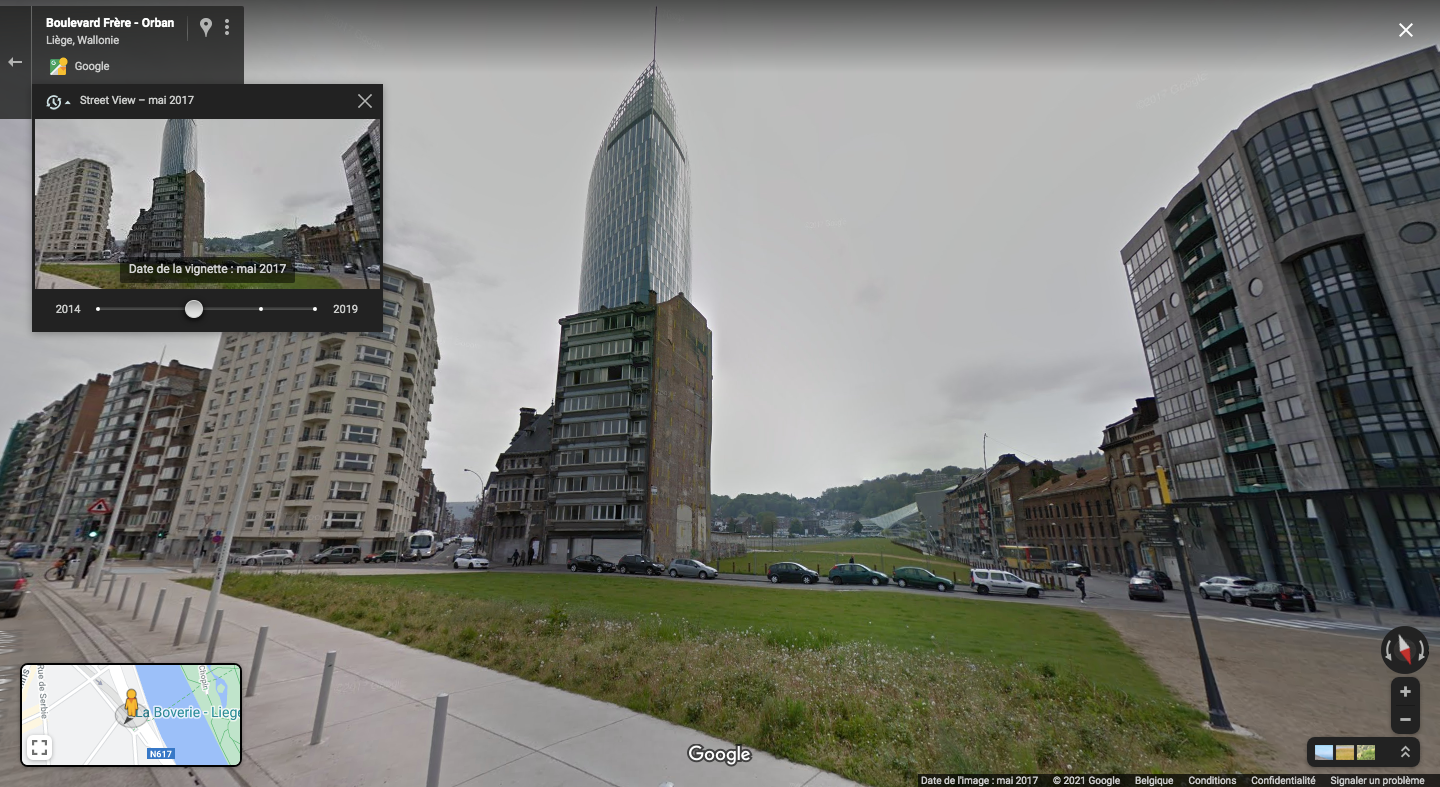 Boulevard Frère - Orban
Liège, Wallonie
Google
Street View – mai 2017
Date de la vignette : mai 2017
2014
2019
Rue de Serbie
Chopin
La Boverie - Liege
N617
Google
Date de l'image : mai 2017 © 2021 Google Belgique Conditions Confidentialité Signaler un problème